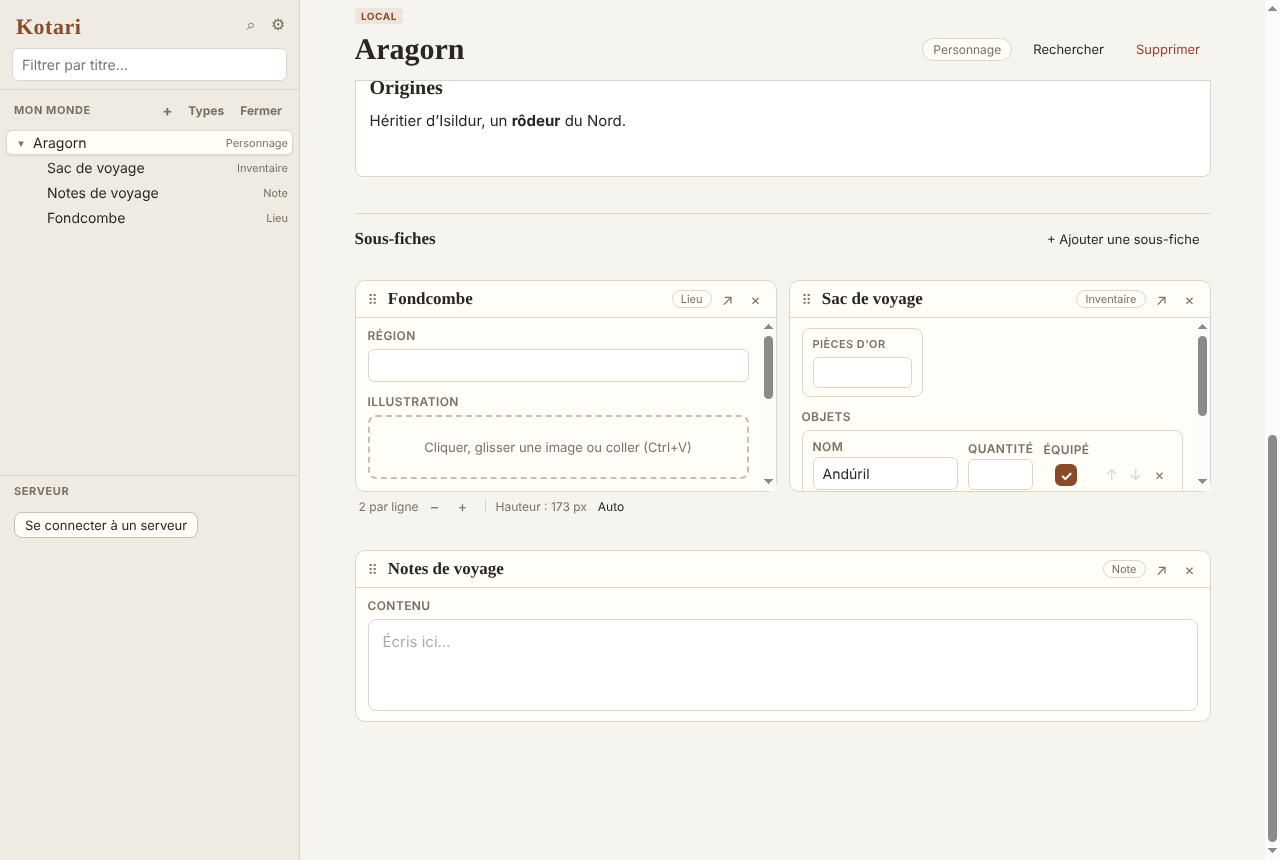 Kotari
Filtrer par titre...
MON MONDE + Types Fermer
Aragorn Personnage
Sac de voyage Inventaire
Notes de voyage Note
Fondcombe Lieu
SERVEUR
Se connecter à un serveur
LOCAL
Aragorn Personnage Rechercher Supprimer
Origines
Héritier d’Isildur, un rôdeur du Nord.
Sous-fiches + Ajouter une sous-fiche
Fondcombe Lieu
RÉGION
ILLUSTRATION
Cliquer, glisser une image ou coller (Ctrl+V)
Sac de voyage Inventaire
PIÈCES D'OR
OBJETS
NOM QUANTITÉ ÉQUIPÉ
Andúril
2 par ligne − + Hauteur : 173 px Auto
Notes de voyage Note
CONTENU
Écris ici...